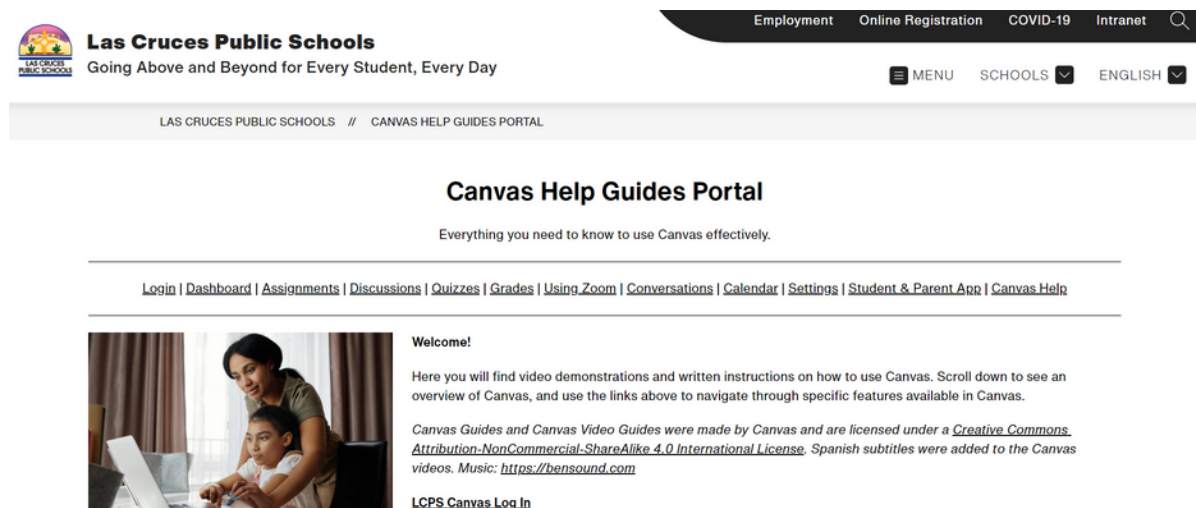 Employment Online Registration COVID-19 Intranet
LAS CRUCES
PUBLIC SCHOOLS
Las Cruces Public Schools
Going Above and Beyond for Every Student, Every Day
MENU SCHOOLS ENGLISH
LAS CRUCES PUBLIC SCHOOLS // CANVAS HELP GUIDES PORTAL
Canvas Help Guides Portal
Everything you need to know to use Canvas effectively.
Login | Dashboard | Assignments | Discussions | Quizzes | Grades | Using Zoom | Conversations | Calendar | Settings | Student & Parent App | Canvas Help
Welcome!
Here you will find video demonstrations and written instructions on how to use Canvas. Scroll down to see an
overview of Canvas, and use the links above to navigate through specific features available in Canvas.
Canvas Guides and Canvas Video Guides were made by Canvas and are licensed under a Creative Commons
Attribution-NonCommercial-ShareAlike 4.0 International License. Spanish subtitles were added to the Canvas
videos. Music: https://bensound.com
LCPS Canvas Log In